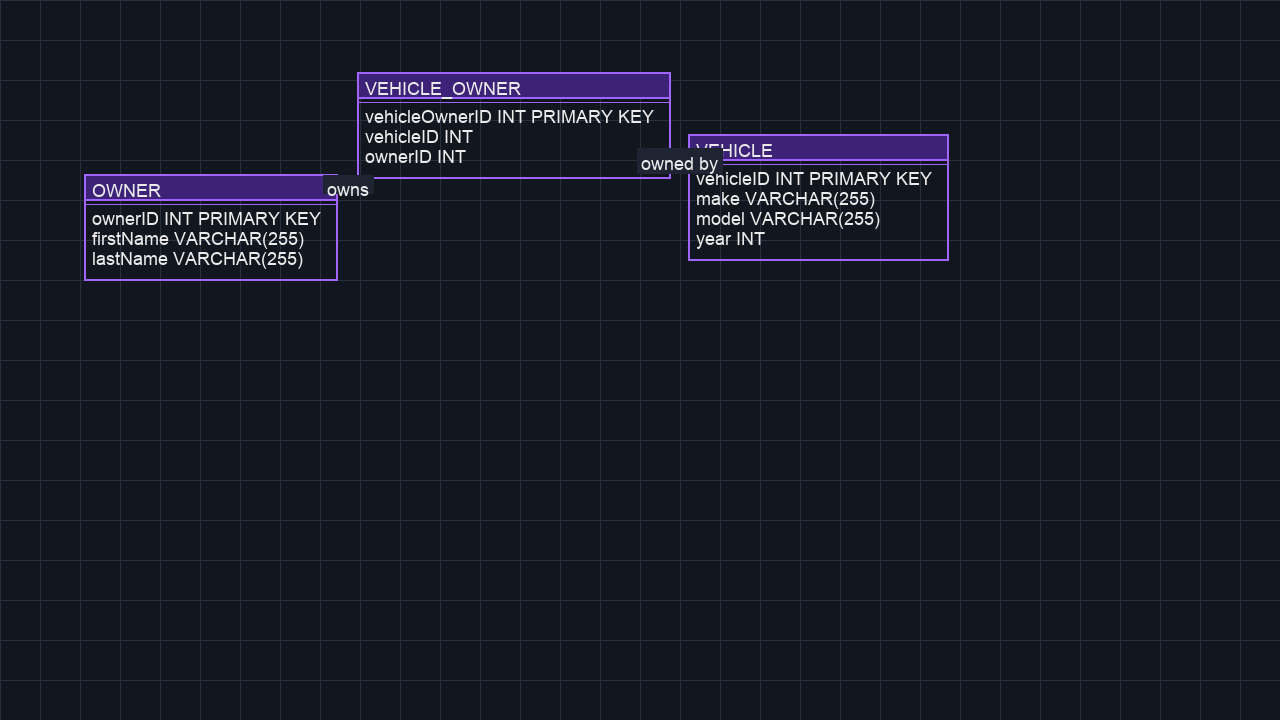 VEHICLE_OWNER
vehicleOwnerID INT PRIMARY KEY
vehicleID INT
ownerID INT
owned by
VEHICLE
vehicleID INT PRIMARY KEY
make VARCHAR(255)
model VARCHAR(255)
year INT
owns
OWNER
ownerID INT PRIMARY KEY
firstName VARCHAR(255)
lastName VARCHAR(255)